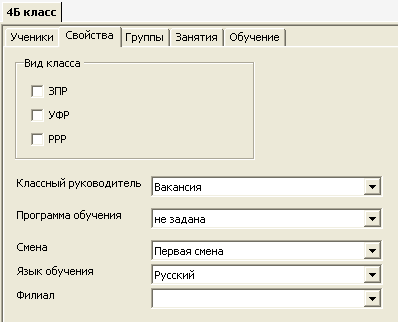 4Б класс
Ученики Свойства Группы Занятия Обучение
Вид класса
ЗПР
УФР
РРР
Классный руководитель Вакансия
Программа обучения не задана
Смена Первая смена
Язык обучения Русский
Филиал